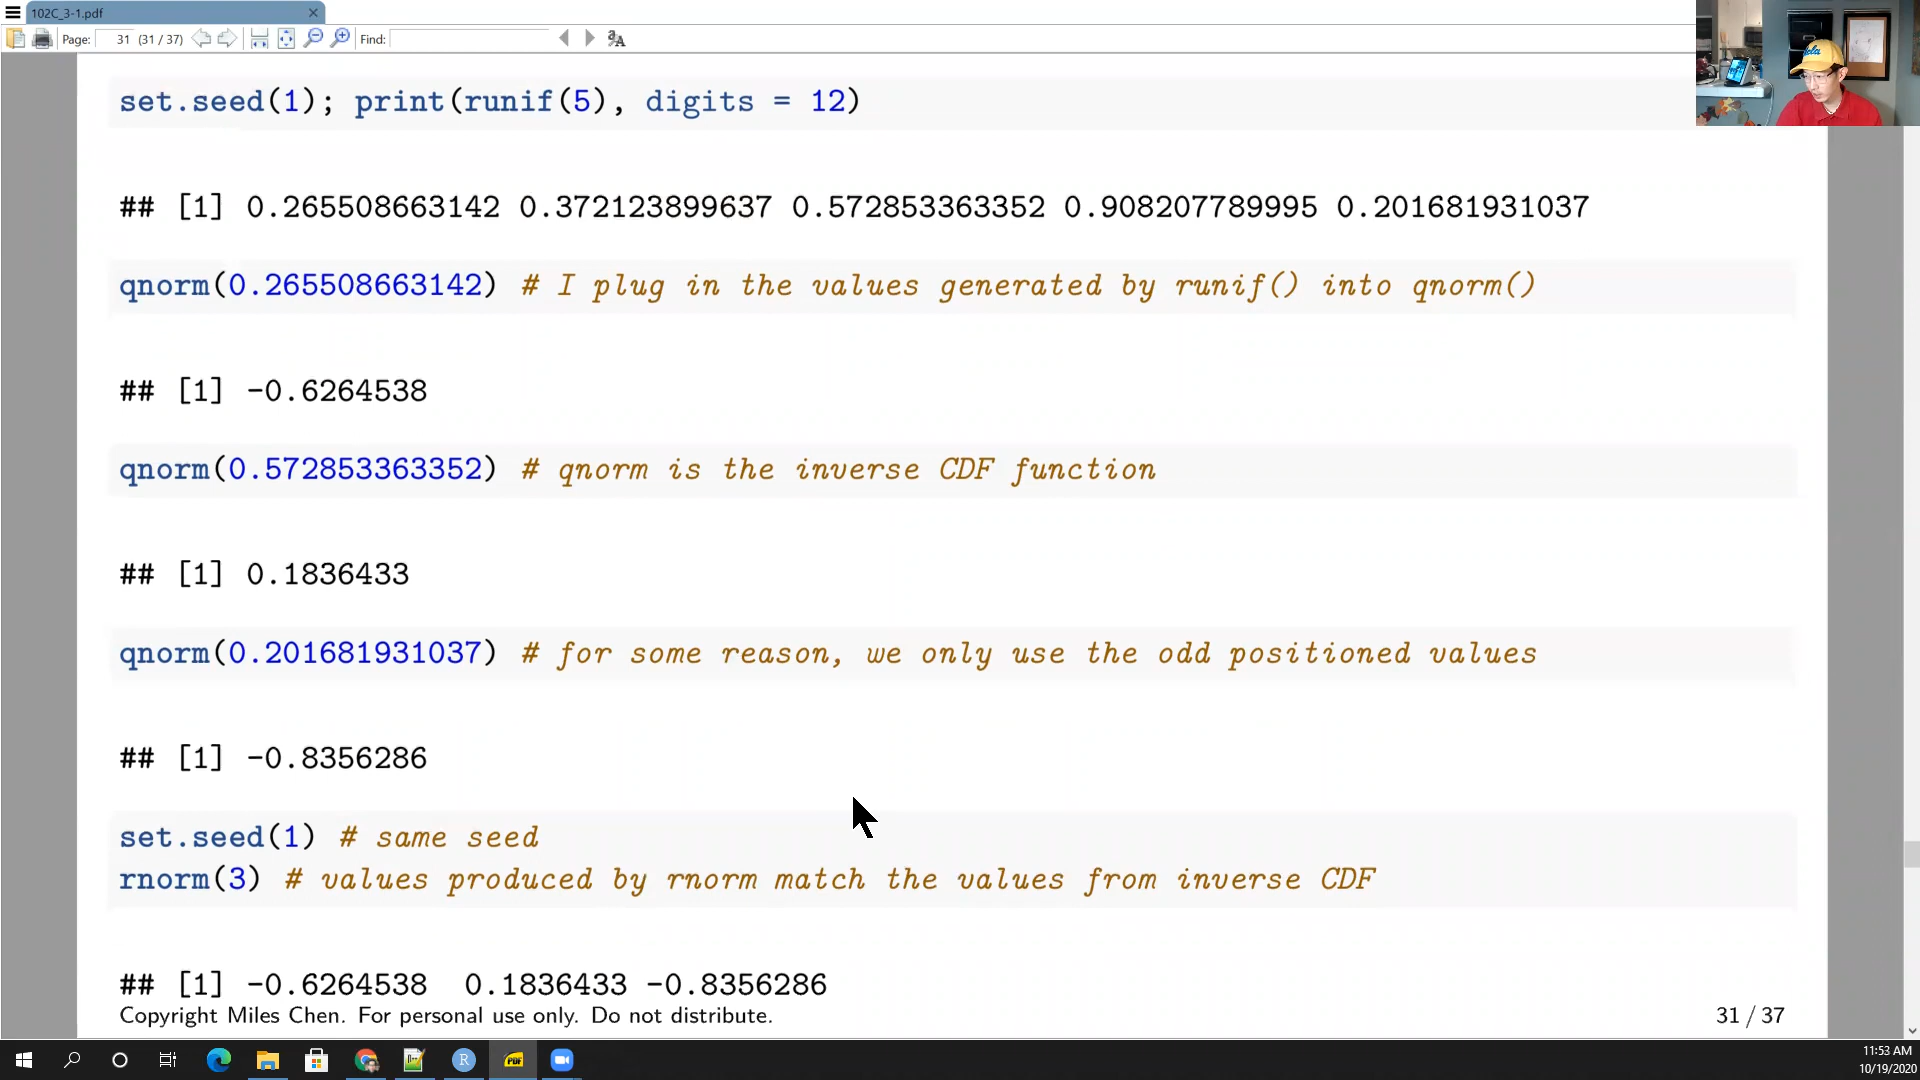 102C_3-1.pdf
Page: 31 (31 / 37) Find:
set.seed(1); print(runif(5), digits = 12)
## [1] 0.265508663142 0.372123899637 0.572853363352 0.908207789995 0.201681931037
qnorm(0.265508663142) # I plug in the values generated by runif() into qnorm()
## [1] -0.6264538
qnorm(0.572853363352) # qnorm is the inverse CDF function
## [1] 0.1836433
qnorm(0.201681931037) # for some reason, we only use the odd positioned values
## [1] -0.8356286
set.seed(1) # same seed
rnorm(3) # values produced by rnorm match the values from inverse CDF
## [1] -0.6264538 0.1836433 -0.8356286
Copyright Miles Chen. For personal use only. Do not distribute. 31 / 37
11:53 AM
10/19/2020